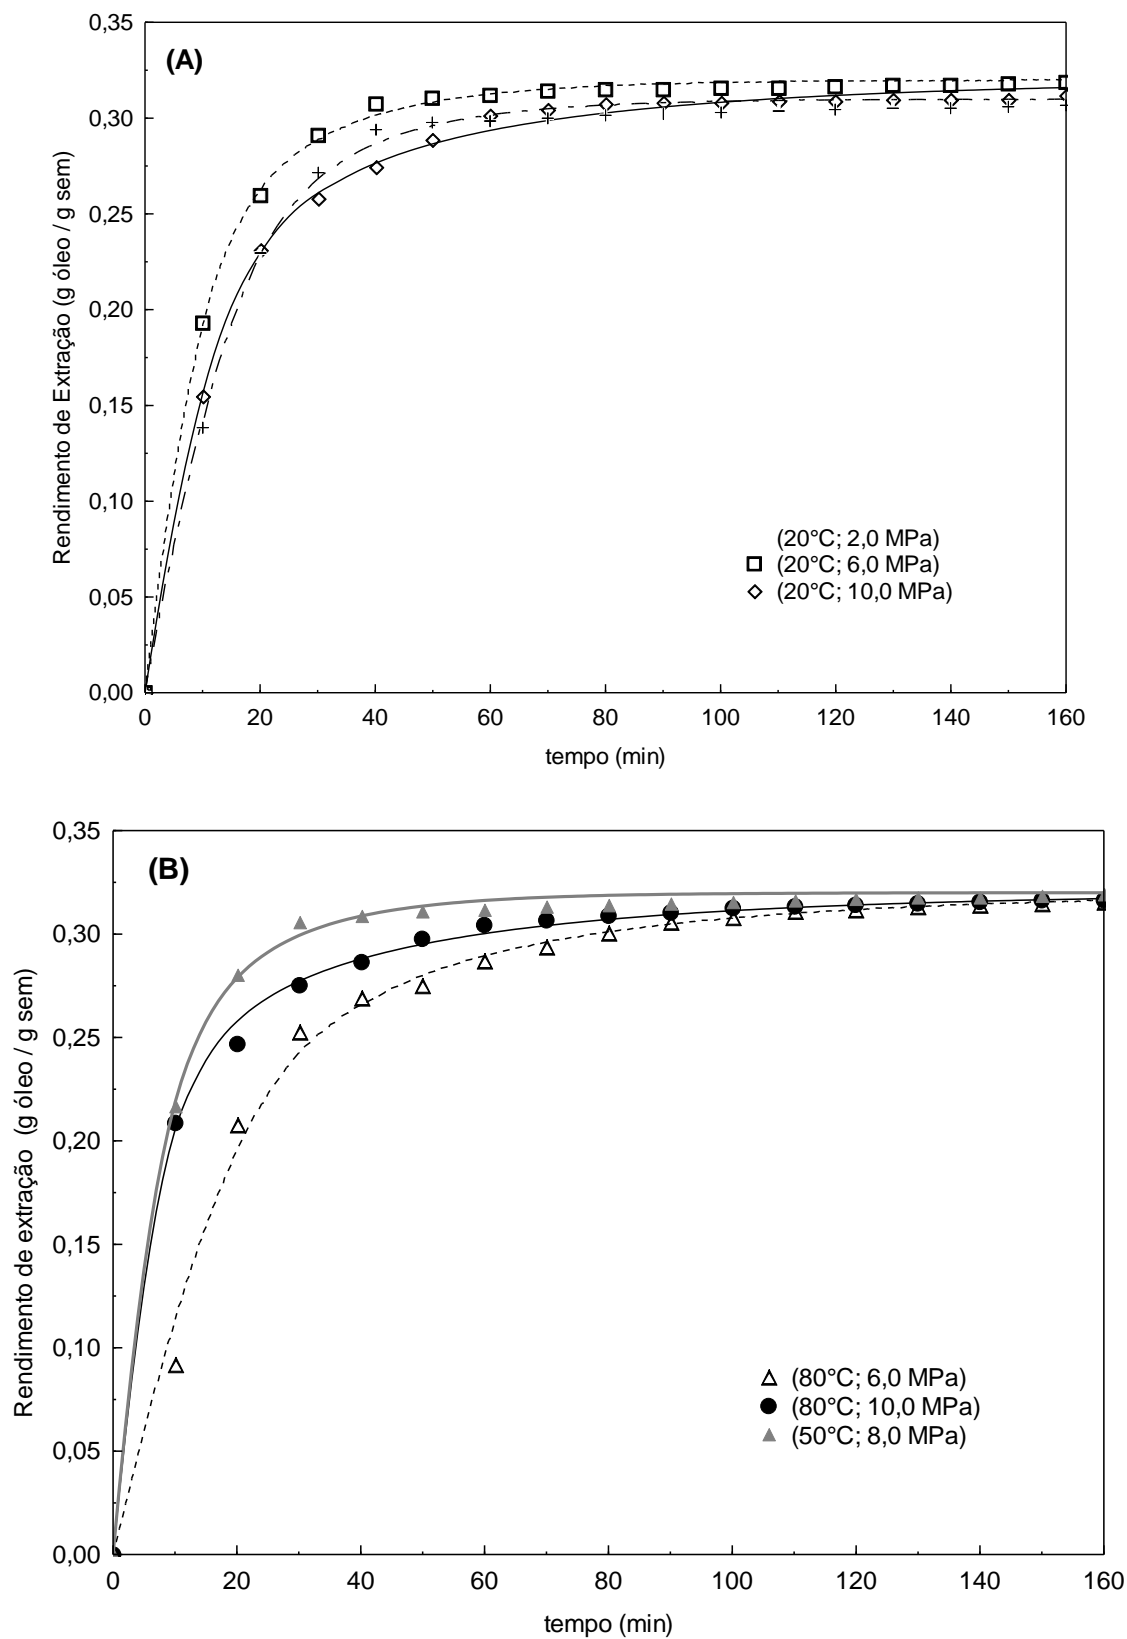 0,35
(A)
0,30
0,25
0,20
0,15
0,10
0,05
0,00
Rendimento de Extração (g óleo / g sem)
(20°C; 2,0 MPa)
(20°C; 6,0 MPa)
(20°C; 10,0 MPa)
0 20 40 60 80 100 120 140 160
tempo (min)
0,35
(B)
0,30
0,25
0,20
0,15
0,10
0,05
0,00
Rendimento de extração (g óleo / g sem)
(80°C; 6,0 MPa)
(80°C; 10,0 MPa)
(50°C; 8,0 MPa)
0 20 40 60 80 100 120 140 160
tempo (min)